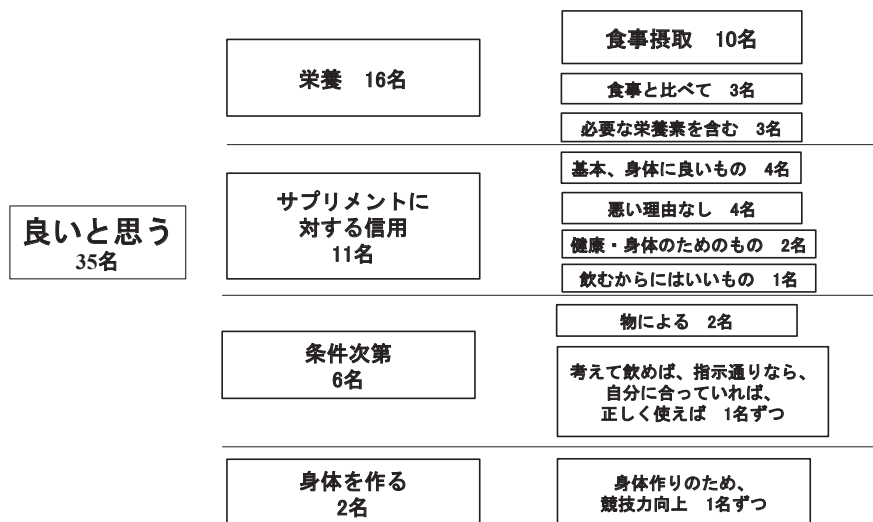 良いと思う
35名
栄養　16名
食事摂取　10名
食事と比べて　3名
必要な栄養素を含む　3名
サプリメントに
対する信用
11名
基本、身体に良いもの　4名
悪い理由なし　4名
健康・身体のためのもの　2名
飲むからにはいいもの　1名
条件次第
6名
物による　2名
考えて飲めば、指示通りなら、
自分に合っていれば、
正しく使えば　1名ずつ
身体を作る
2名
身体作りのため、
競技力向上　1名ずつ